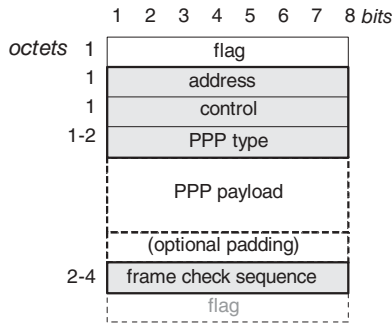 1 2 3 4 5 6 7 8 bits
octets 1 flag
1 address
1 control
1-2 PPP type
PPP payload
(optional padding)
2-4 frame check sequence
flag